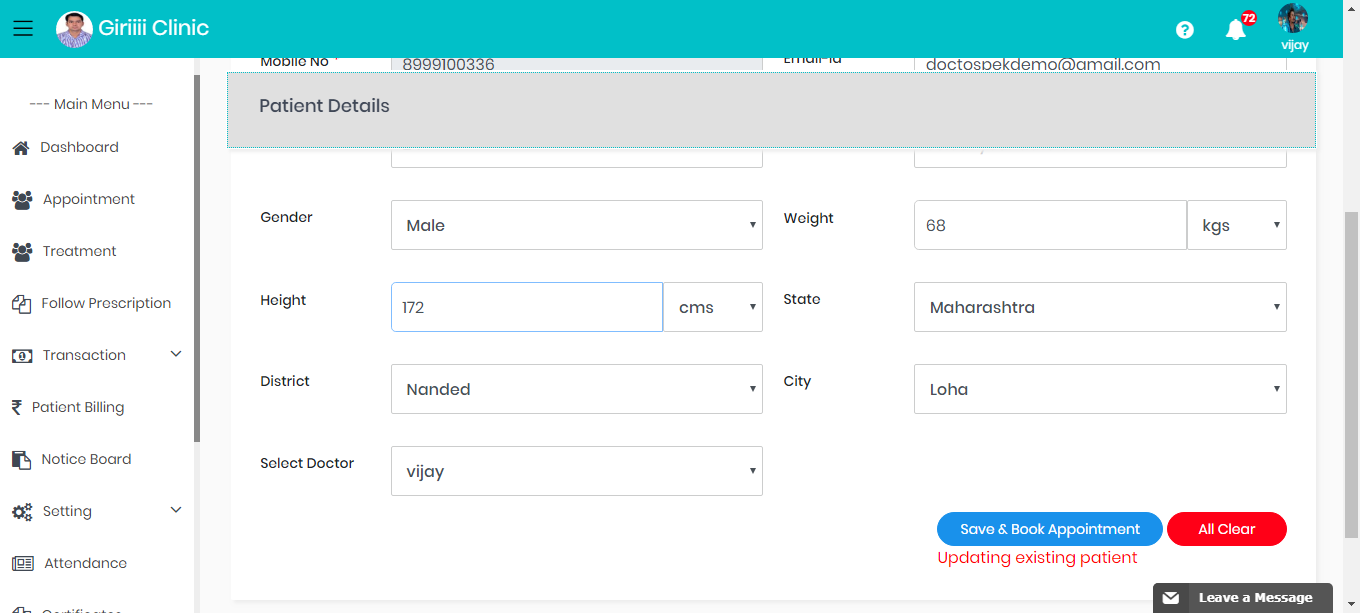 Giriiii Clinic
?
72
vijay
Mobile No *
8999100336
Email-Id
doctospekdemo@gmail.com
Patient Details
--- Main Menu ---
Dashboard
Appointment
Treatment
Follow Prescription
Transaction
₹ Patient Billing
Notice Board
Setting
Attendance
Certificates
Gender
Male
Weight
68
kgs
Height
172
cms
State
Maharashtra
District
Nanded
City
Loha
Select Doctor
vijay
Save & Book Appointment
All Clear
Updating existing patient
Leave a Message